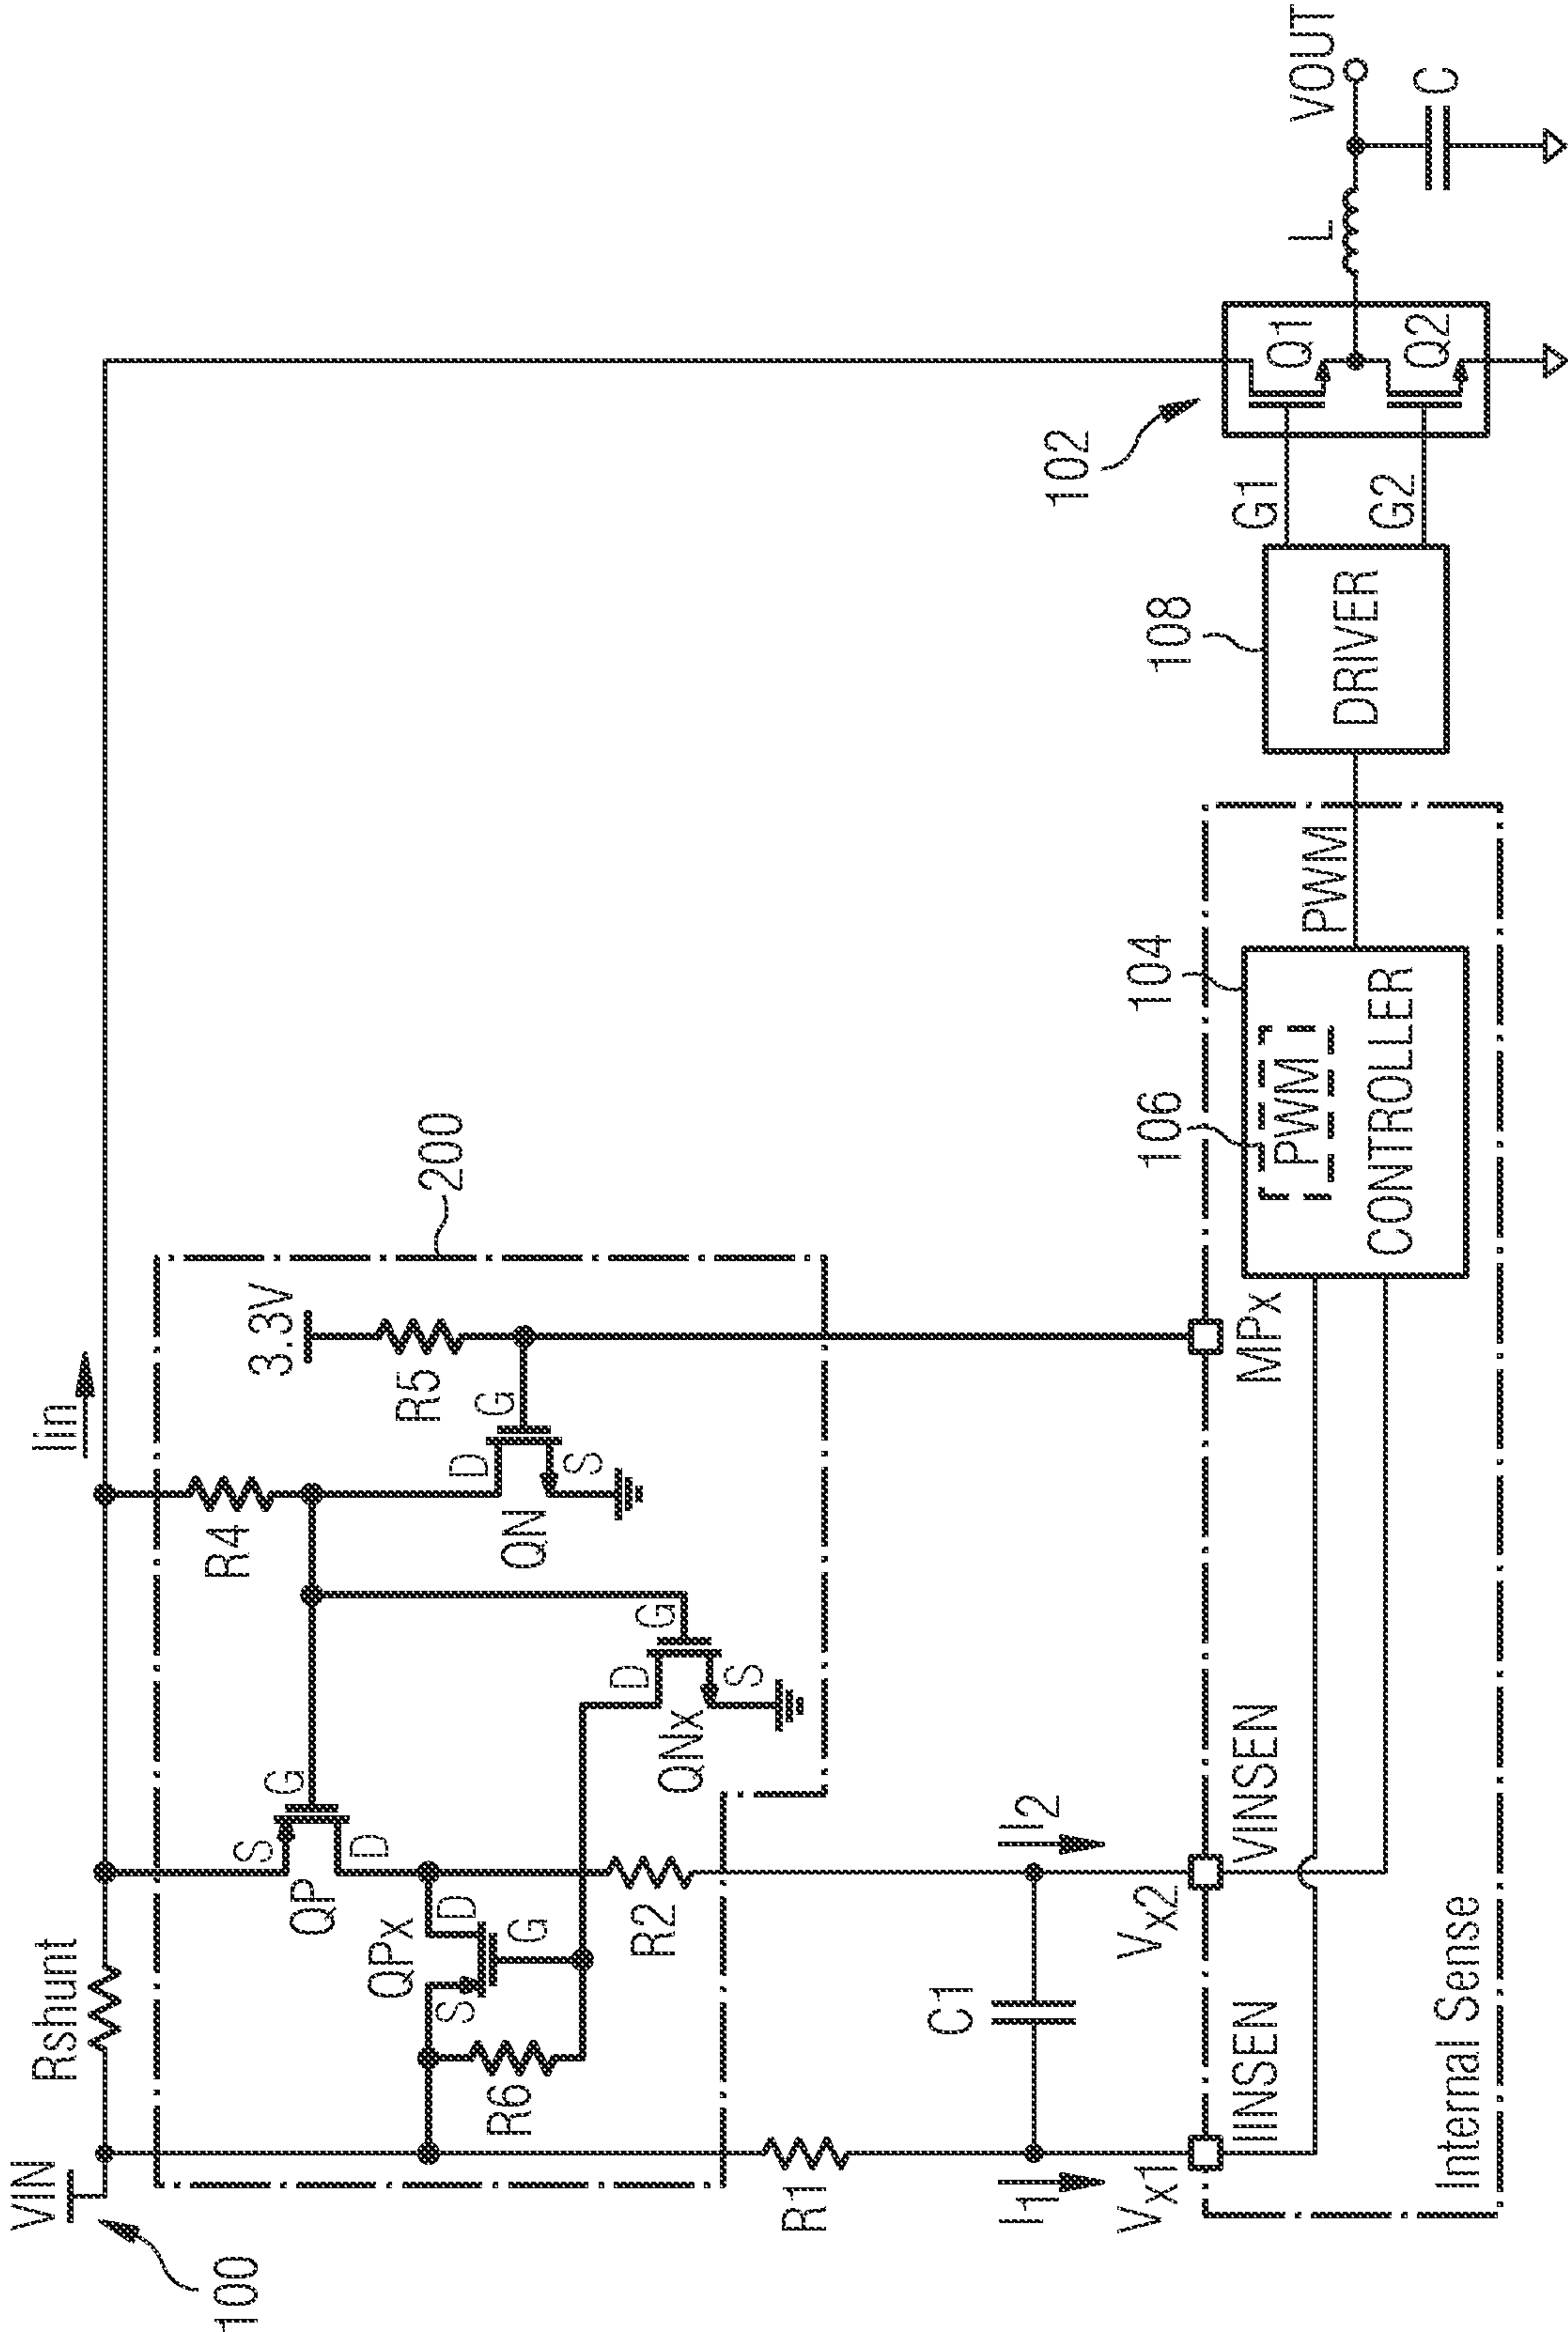 100
VIN
Rshunt
Iin
R4
3.3V
R5
200
G
D
S
QN
S
G
D
QP
QPx
D
S
G
R6
G
D
S
QNx
R2
R1
C1
I1
I2
Vx1
Vx2
IINSEN
VINSEN
MPx
Internal Sense
106
104
PWM
CONTROLLER
PWM
108
DRIVER
G1
G2
102
Q1
Q2
L
VOUT
C